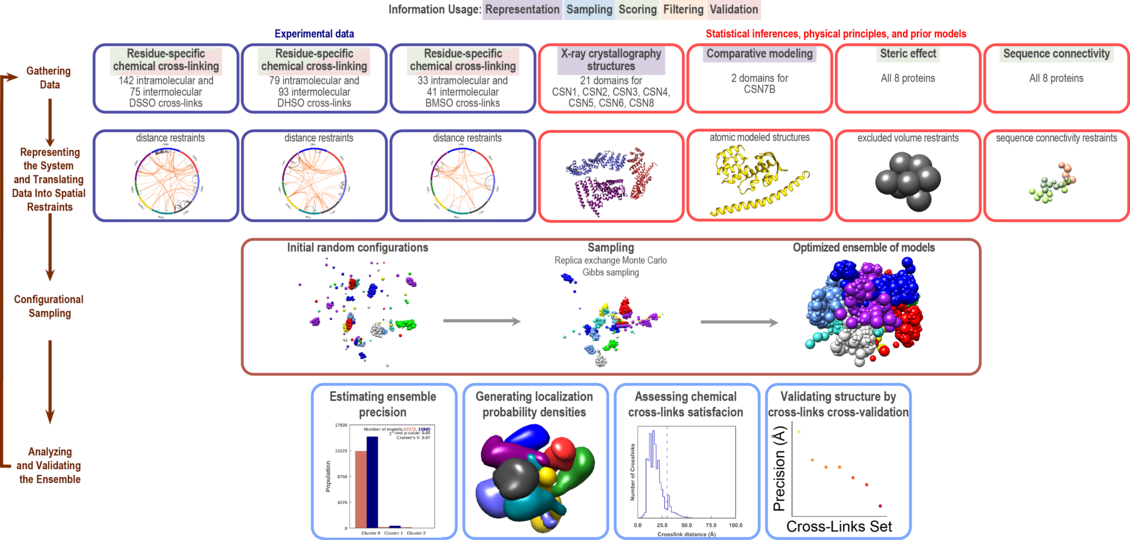 Information Usage: Representation Sampling Scoring Filtering Validation
Experimental data
Statistical inferences, physical principles, and prior models
Gathering
Data
Residue-specific
chemical cross-linking
142 intramolecular and
75 intermolecular
DSSO cross-links
Residue-specific
chemical cross-linking
79 intramolecular and
93 intermolecular
DHSO cross-links
Residue-specific
chemical cross-linking
33 intramolecular and
41 intermolecular
BMSO cross-links
X-ray crystallography
structures
21 domains for
CSN1, CSN2, CSN3, CSN4,
CSN5, CSN6, CSN8
Comparative modeling
2 domains for
CSN7B
Steric effect
All 8 proteins
Sequence connectivity
All 8 proteins
Representing
the System
and Translating
Data Into Spatial
Restraints
distance restraints
distance restraints
distance restraints
atomic modeled structures
excluded volume restraints
sequence connectivity restraints
Configurational
Sampling
Initial random configurations
Sampling
Replica exchange Monte Carlo
Gibbs sampling
Optimized ensemble of models
Analyzing
and Validating
the Ensemble
Estimating ensemble
precision
Number of models
χ²-test p-value: 0.00
Cramer's V: 0.07
17500
13125
8750
4375
0
Population
Cluster 0 Cluster 1 Cluster 2
Generating localization
probability densities
Assessing chemical
cross-links satisfacion
Number of Crosslinks
0.0 25.0 50.0 75.0 100.0
Crosslink distance (Å)
Validating structure by
cross-links cross-validation
Precision (Å)
Cross-Links Set